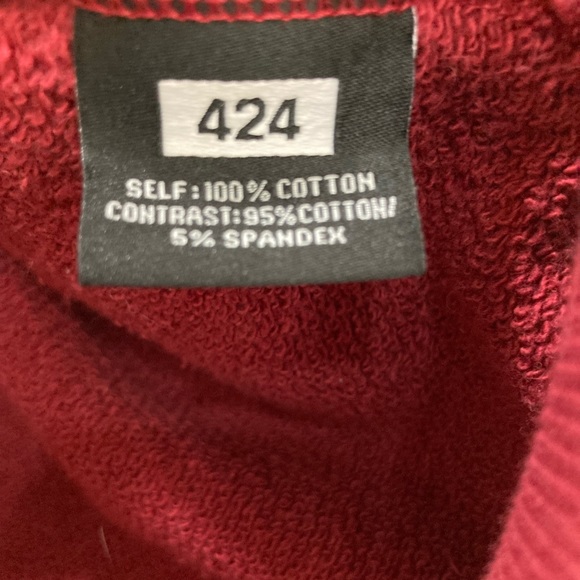 424
SELF:100% COTTON
CONTRAST:95%COTTON/
5% SPANDEX